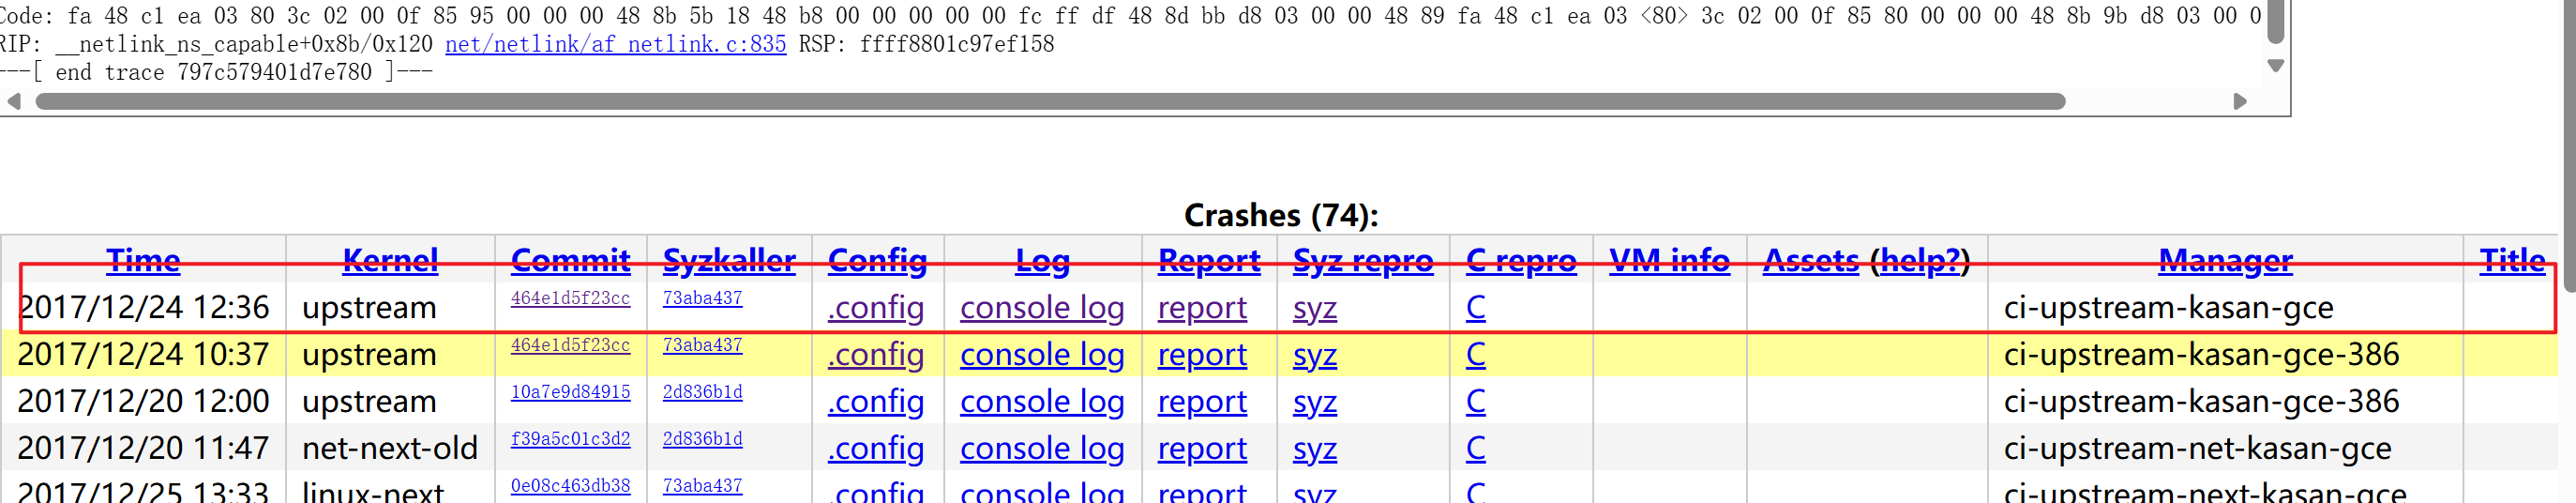 Code: fa 48 c1 ea 03 80 3c 02 00 0f 85 95 00 00 00 48 8b 5b 18 48 b8 00 00 00 00 00 fc ff df 48 8d bb d8 03 00 00 48 89 fa 48 c1 ea 03 <80> 3c 02 00 0f 85 80 00 00 00 48 8b 9b d8 03 00 0
RIP: __netlink_ns_capable+0x8b/0x120 net/netlink/af_netlink.c:835 RSP: ffff8801c97ef158
---[ end trace 797c579401d7e780 ]---
Crashes (74):
Time Kernel Commit Syzkaller Config Log Report Syz repro C repro VM info Assets (help?) Manager Title
2017/12/24 12:36 upstream 464e1d5f23cc 73aba437 .config console log report syz C ci-upstream-kasan-gce
2017/12/24 10:37 upstream 464e1d5f23cc 73aba437 .config console log report syz C ci-upstream-kasan-gce-386
2017/12/20 12:00 upstream 10a7e9d84915 2d836b1d .config console log report syz C ci-upstream-kasan-gce-386
2017/12/20 11:47 net-next-old f39a5c01c3d2 2d836b1d .config console log report syz C ci-upstream-net-kasan-gce
2017/12/25 13:33 linux-next 0e08c463db38 73aba437 .config console log report syz C ci-upstream-next-kasan-gce